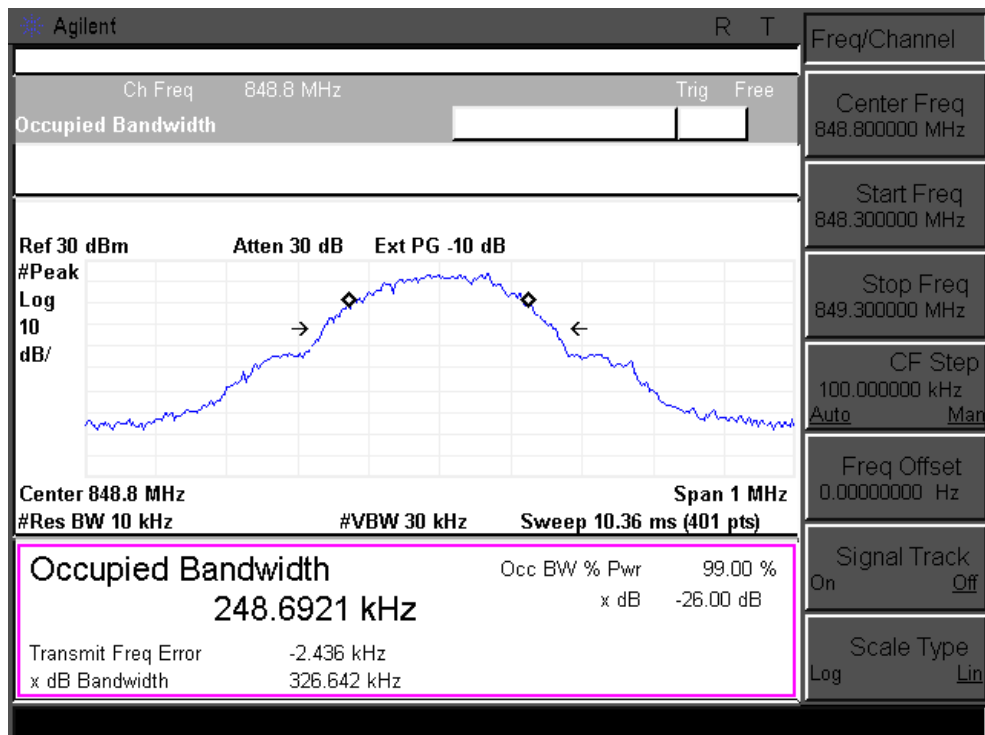 Agilent R T
Ch Freq 848.8 MHz Trig Free
Occupied Bandwidth
Ref 30 dBm Atten 30 dB Ext PG -10 dB
#Peak
Log
10
dB/
Center 848.8 MHz Span 1 MHz
#Res BW 10 kHz #VBW 30 kHz Sweep 10.36 ms (401 pts)
Occupied Bandwidth Occ BW % Pwr 99.00 %
248.6921 kHz x dB -26.00 dB
Transmit Freq Error -2.436 kHz
x dB Bandwidth 326.642 kHz
Freq/Channel
Center Freq
848.800000 MHz
Start Freq
848.300000 MHz
Stop Freq
849.300000 MHz
CF Step
100.000000 kHz
Auto Man
Freq Offset
0.00000000 Hz
Signal Track
On Off
Scale Type
Log Lin